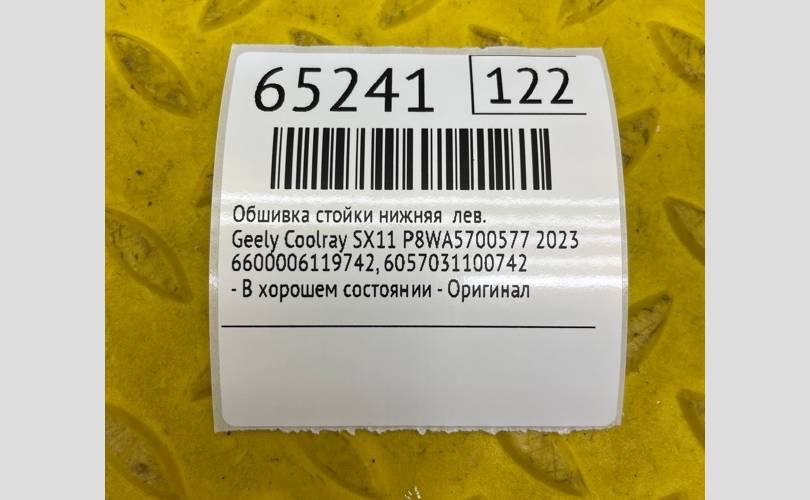 65241 122
Обшивка стойки нижняя лев.
Geely Coolray SX11 P8WA5700577 2023
6600006119742, 6057031100742
- В хорошем состоянии - Оригинал